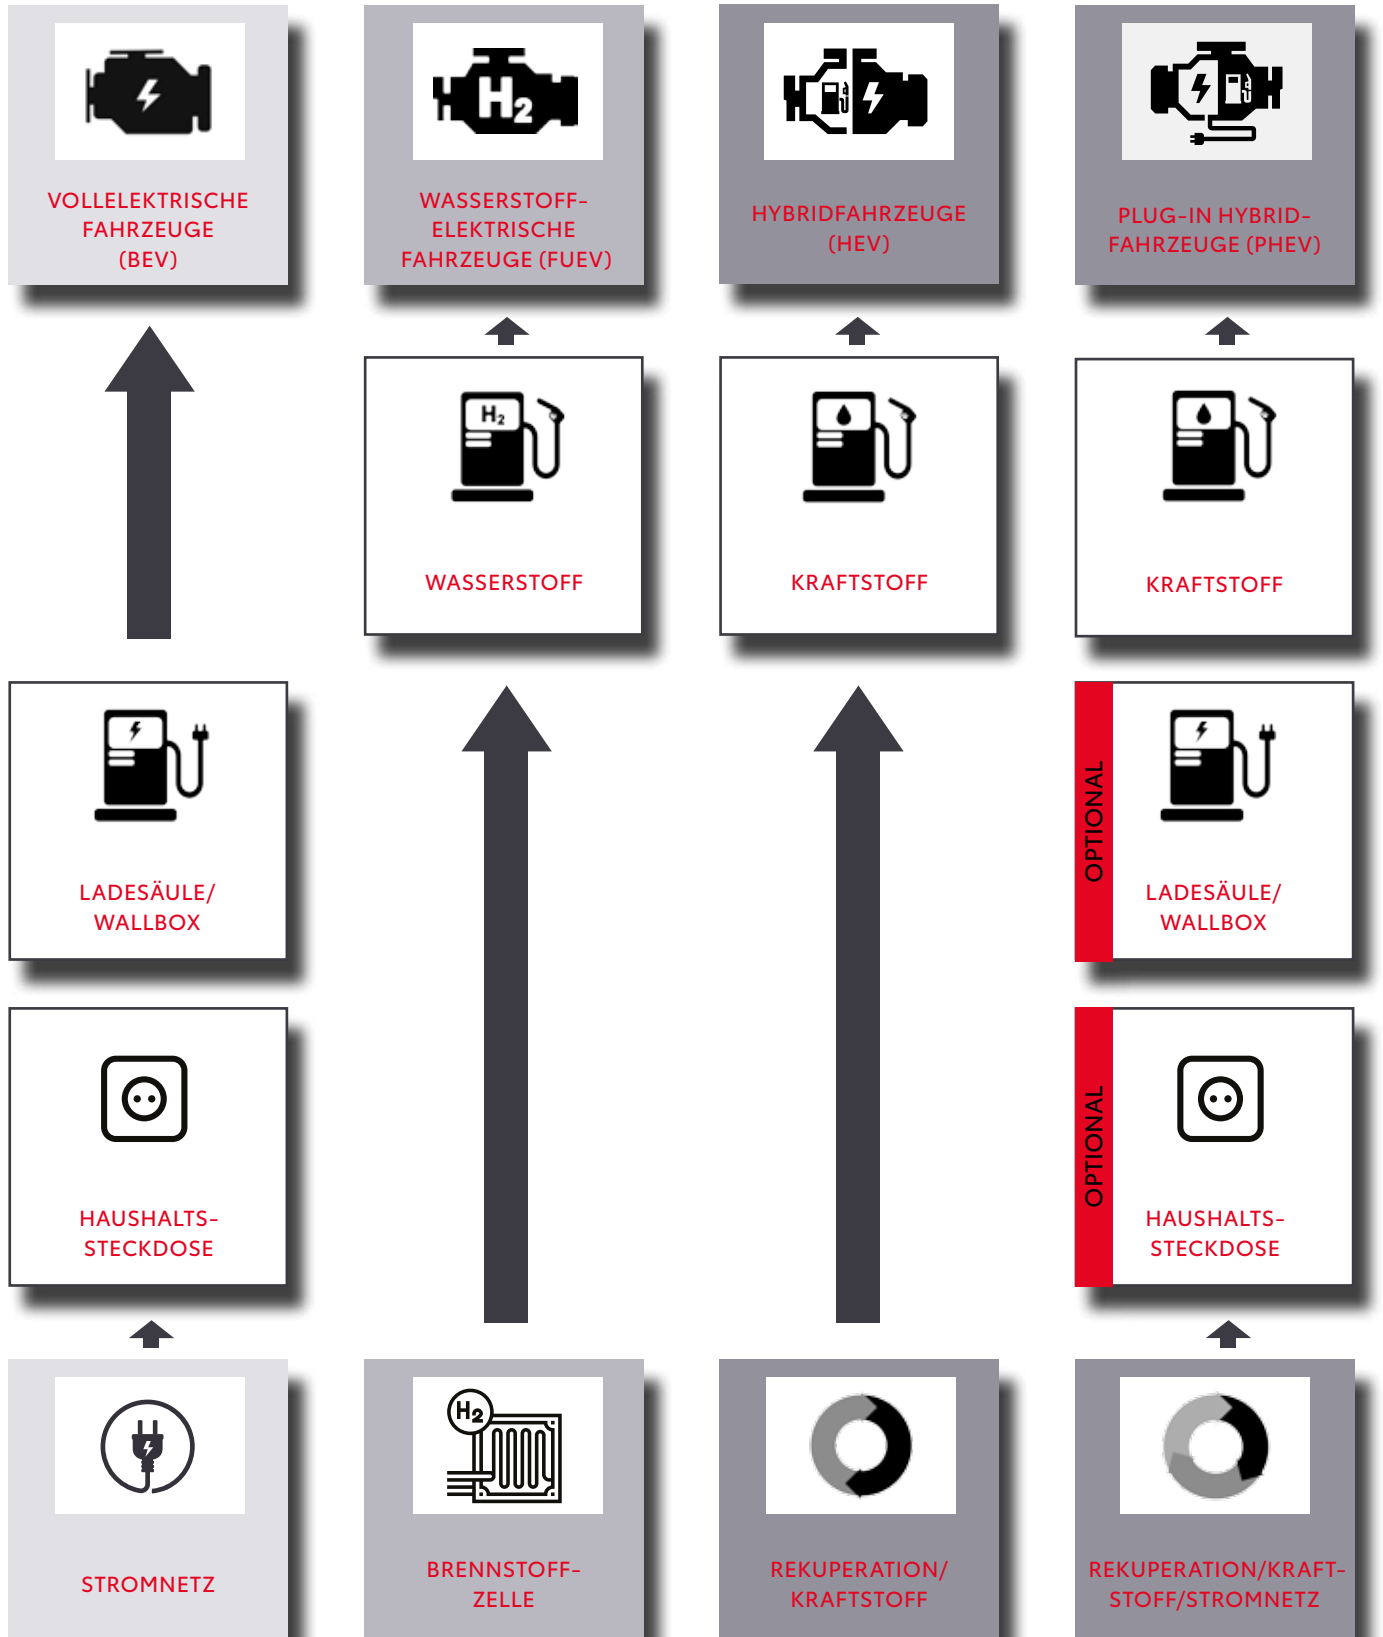 H2
VOLLELEKTRISCHE
FAHRZEUGE
(BEV)
WASSERSTOFF-
ELEKTRISCHE
FAHRZEUGE (FUEV)
HYBRIDFAHRZEUGE
(HEV)
PLUG-IN HYBRID-
FAHRZEUGE (PHEV)
H2
WASSERSTOFF
KRAFTSTOFF
KRAFTSTOFF
LADESÄULE/
WALLBOX
OPTIONAL
LADESÄULE/
WALLBOX
HAUSHALTS-
STECKDOSE
OPTIONAL
HAUSHALTS-
STECKDOSE
STROMNETZ
H2
BRENNSTOFF-
ZELLE
REKUPERATION/
KRAFTSTOFF
REKUPERATION/KRAFT-
STOFF/STROMNETZ